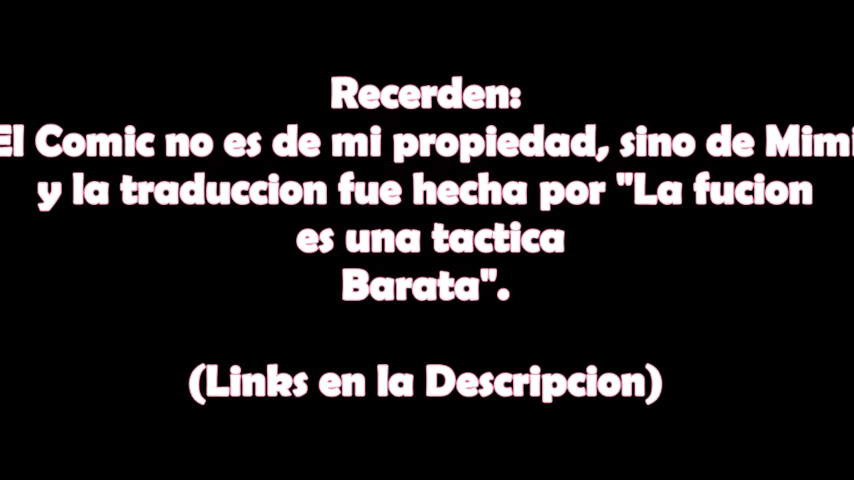 Recerden:
El Comic no es de mi propiedad, sino de Mimi
y la traduccion fue hecha por "La fucion
es una tactica
Barata".
(Links en la Descripcion)